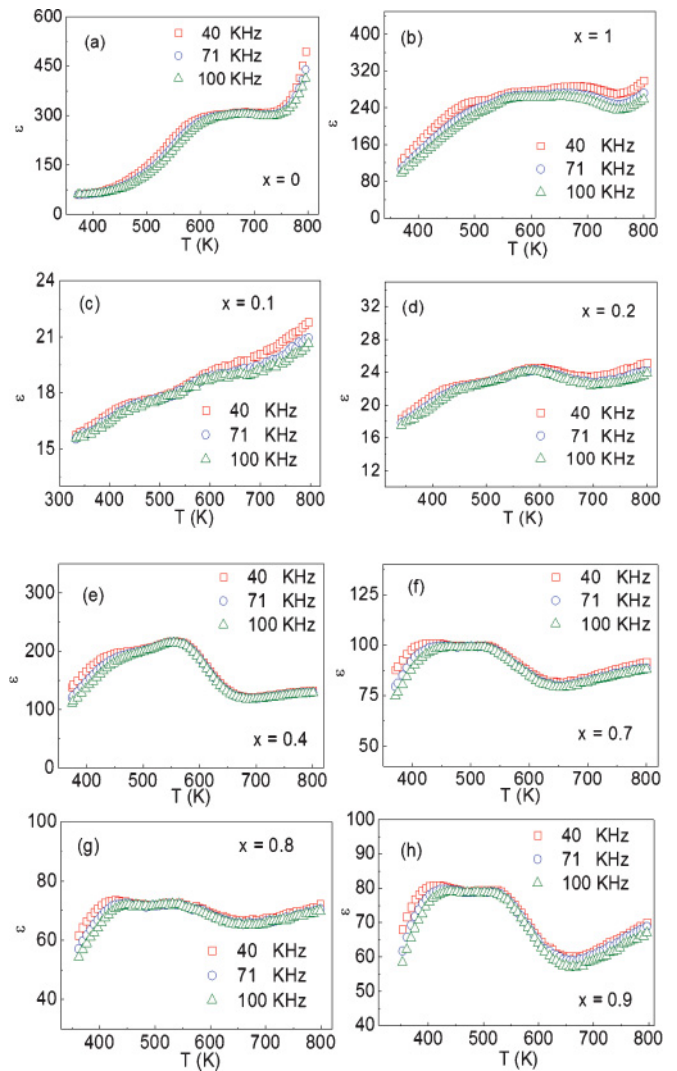 (a)
40 KHz
71 KHz
100 KHz
x = 0
ε
600
450
300
150
0
400 500 600 700 800
T (K)
(b)
x = 1
40 KHz
71 KHz
100 KHz
ε
360
320
240
160
80
0
400 500 600 700 800
T (K)
(c)
x = 0.1
40 KHz
71 KHz
100 KHz
ε
24
21
18
15
300 400 500 600 700 800
T (K)
(d)
x = 0.2
40 KHz
71 KHz
100 KHz
ε
36
32
28
24
20
16
12
400 500 600 700 800
T (K)
(e)
40 KHz
71 KHz
100 KHz
x = 0.4
ε
300
200
100
0
400 500 600 700 800
T (K)
(f)
40 KHz
71 KHz
100 KHz
x = 0.7
ε
125
100
75
50
400 500 600 700 800
T (K)
(g)
x = 0.8
40 KHz
71 KHz
100 KHz
ε
100
80
60
40
400 500 600 700 800
T (K)
(h)
40 KHz
71 KHz
100 KHz
x = 0.9
ε
100
90
80
70
60
50
40
400 500 600 700 800
T (K)